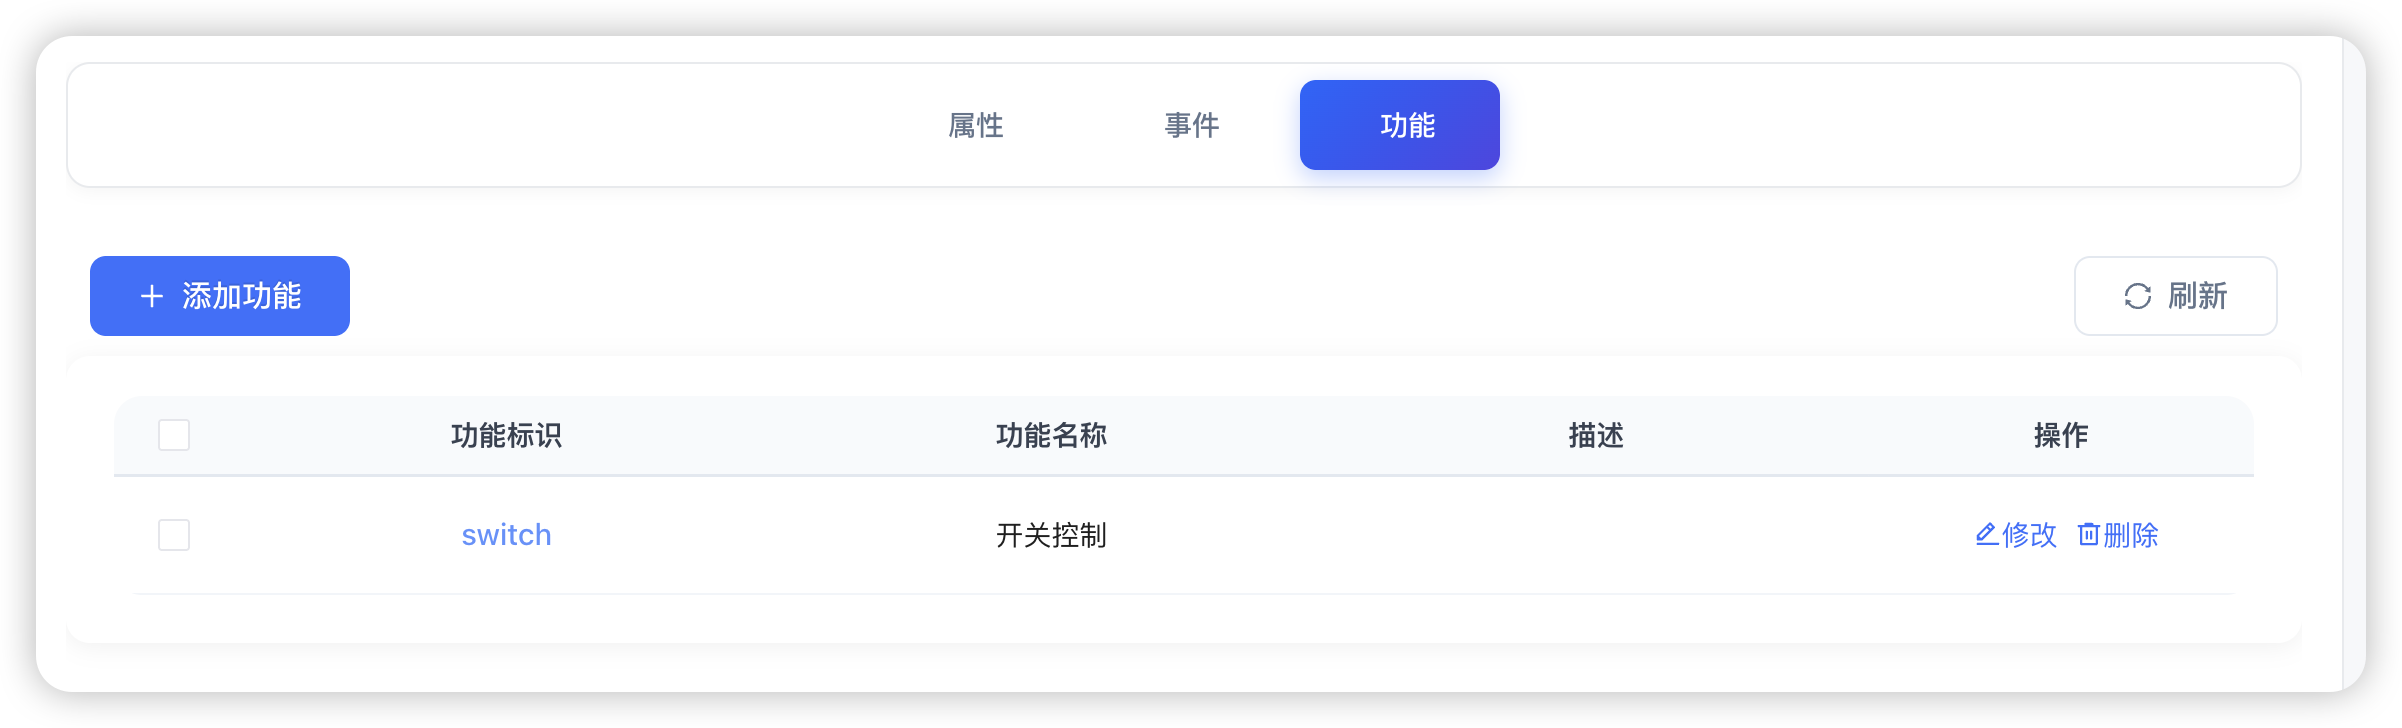 属性 事件 功能
添加功能 刷新
功能标识 功能名称 描述 操作
switch 开关控制 修改 删除